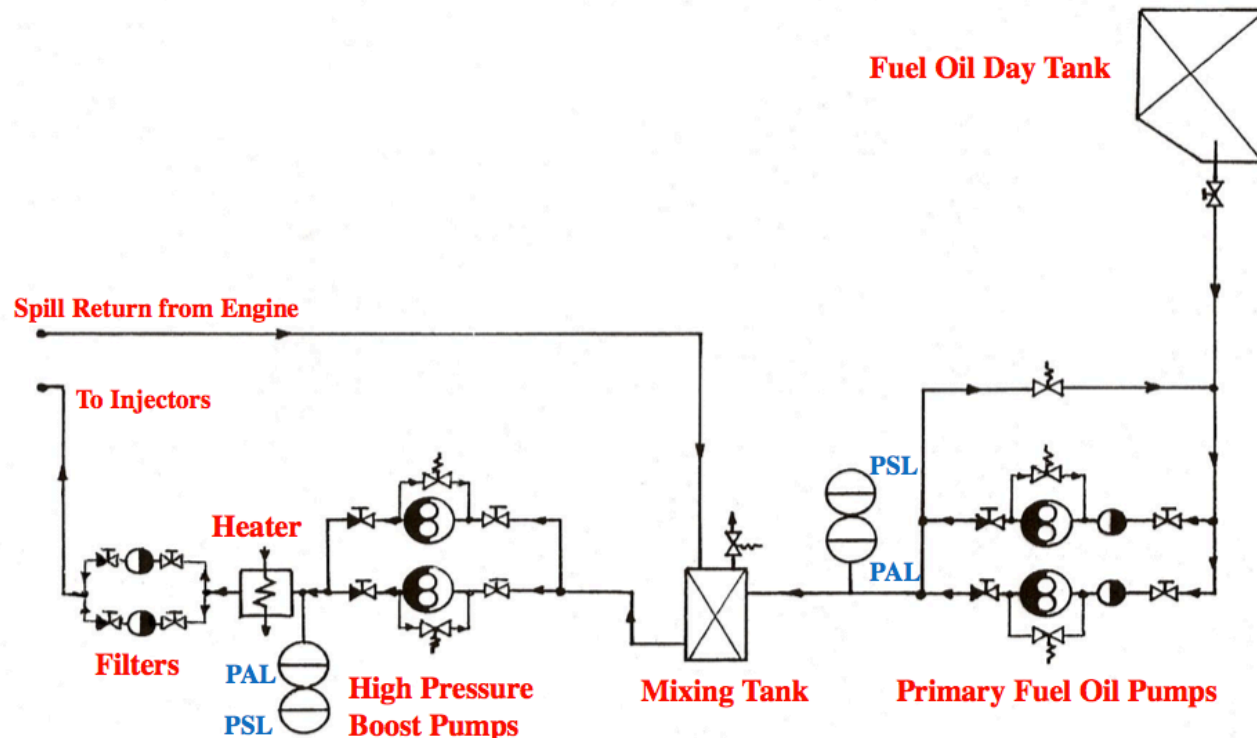 Fuel Oil Day Tank
Spill Return from Engine
To Injectors
PSL
Heater
PAL
Filters
PAL
High Pressure
Boost Pumps
PSL
Mixing Tank
Primary Fuel Oil Pumps